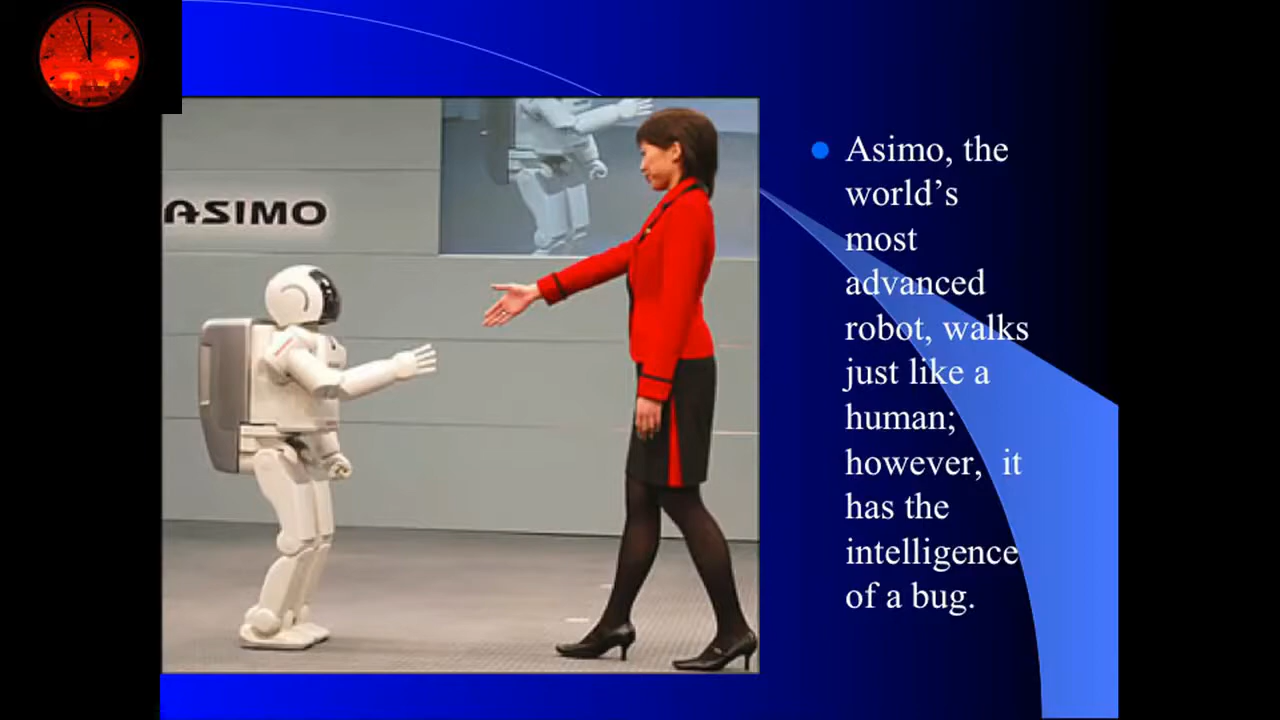 ASIMO
Asimo, the
world's
most
advanced
robot, walks
just like a
human;
however,  it
has the
intelligence
of a bug.